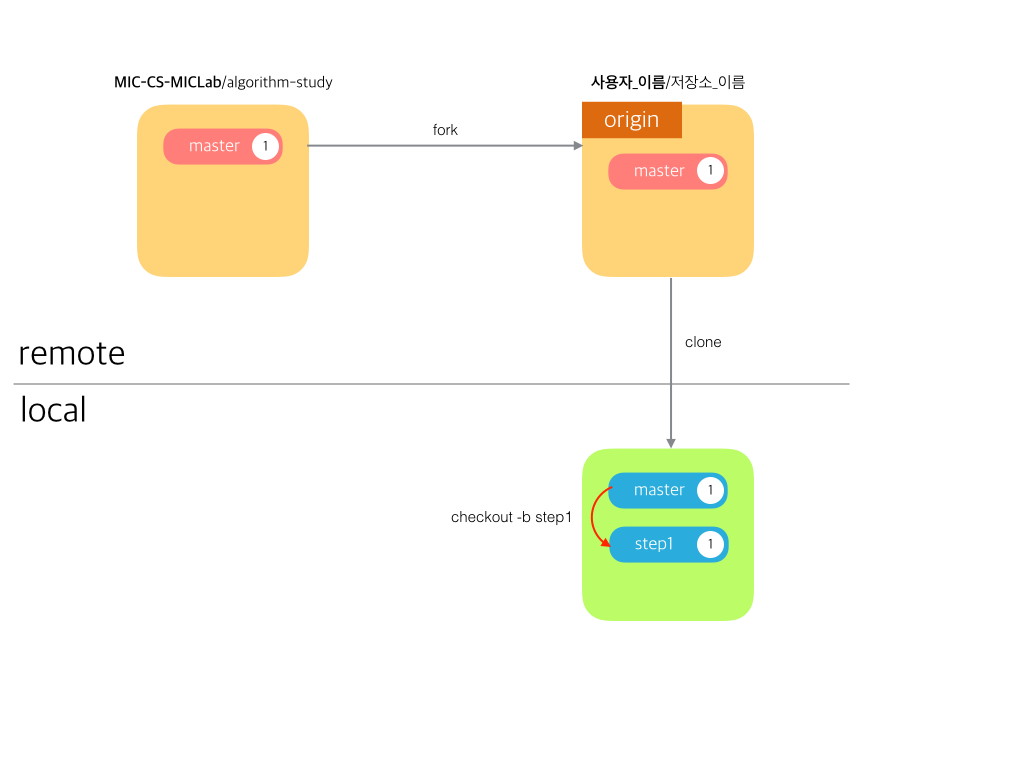 MIC-CS-MICLab/algorithm-study
사용자_이름/저장소_이름
origin
master 1
fork
master 1
clone
remote
local
master 1
checkout -b step1
step1 1